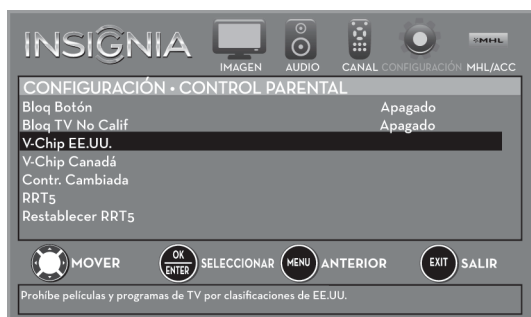 INSIGNIA
IMAGEN AUDIO CANAL CONFIGURACIÓN MHL/ACC
MHL
CONFIGURACIÓN • CONTROL PARENTAL
Bloq Botón Apagado
Bloq TV No Calif Apagado
V-Chip EE.UU.
V-Chip Canadá
Contr. Cambiada
RRT5
Restablecer RRT5
MOVER OK ENTER SELECCIONAR MENU ANTERIOR EXIT SALIR
Prohíbe películas y programas de TV por clasificaciones de EE.UU.